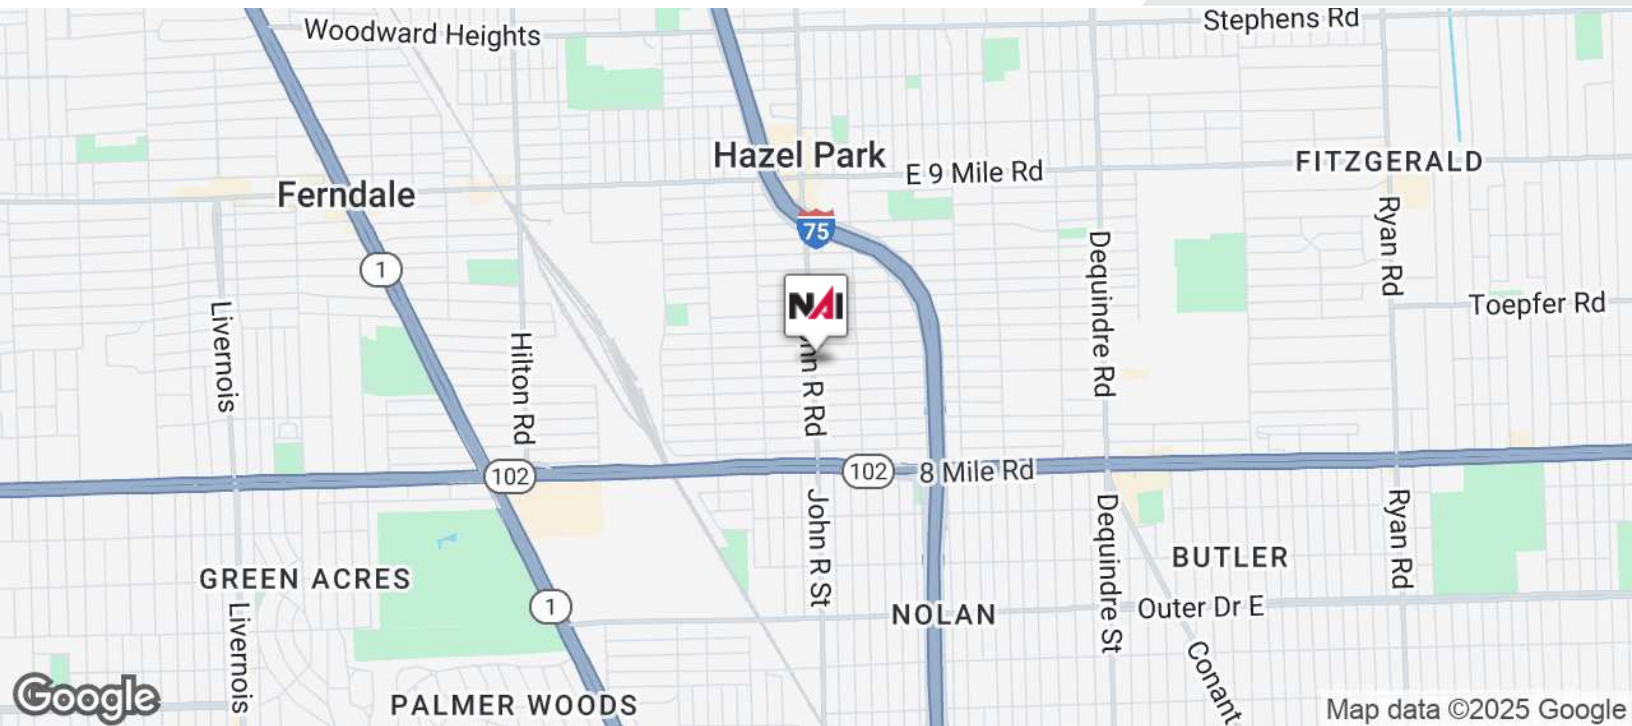 Woodward Heights
Stephens Rd
Hazel Park
E 9 Mile Rd
FITZGERALD
Ferndale
75
1
Ryan Rd
Dequindre Rd
Livernois
Hilton Rd
NAI
Toepfer Rd
hn R Rd
102
102
8 Mile Rd
John R St
Dequindre St
Ryan Rd
BUTLER
GREEN ACRES
1
NOLAN
Outer Dr E
Livernois
Conant
PALMER WOODS
Google
Map data ©2025 Google